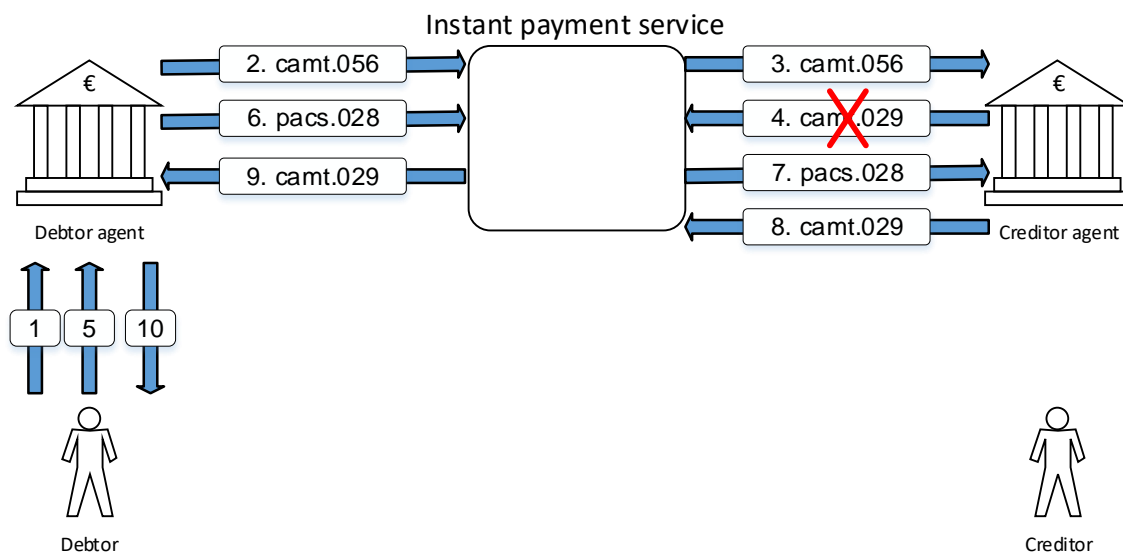 Instant payment service
€
2. camt.056
3. camt.056
€
6. pacs.028
4. camt.029
9. camt.029
7. pacs.028
8. camt.029
Debtor agent
Creditor agent
1
5
10
Debtor
Creditor